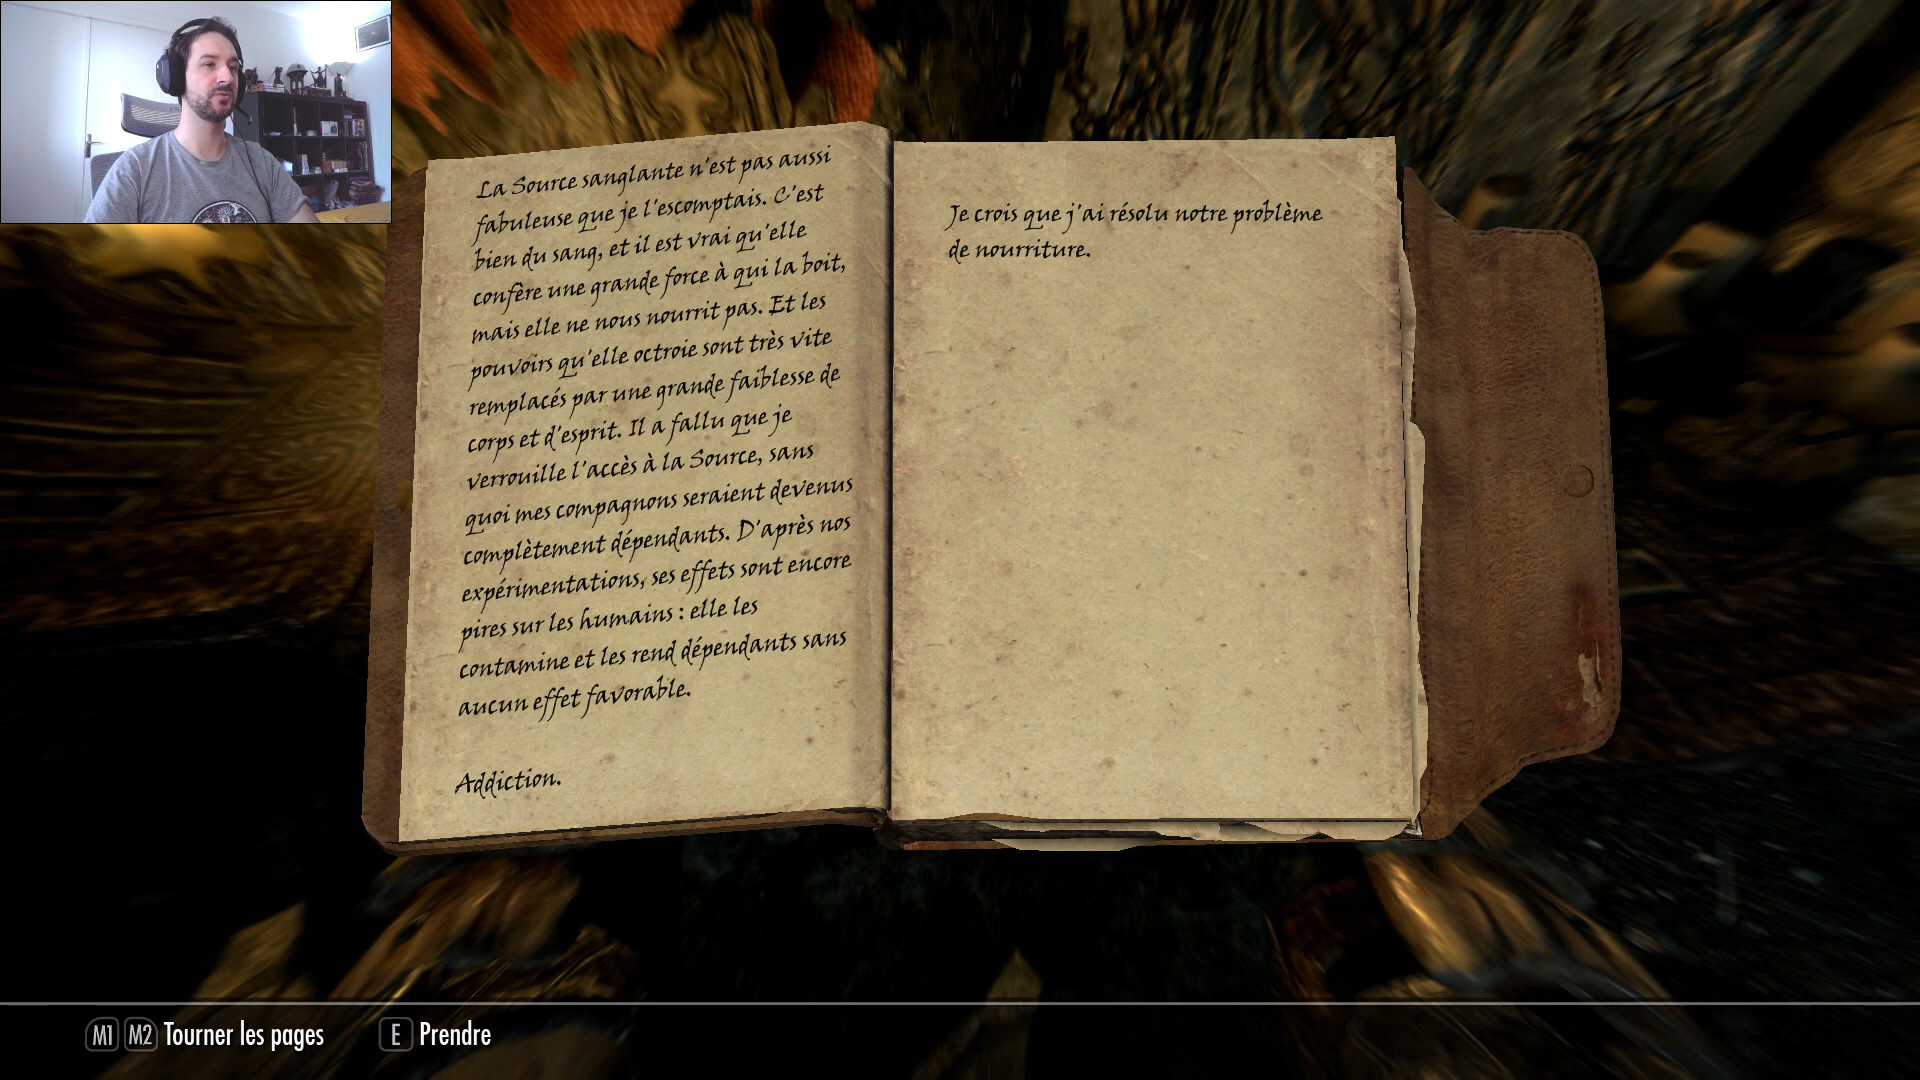 La Source sanglante n'est pas aussi
fabuleuse que je l'escomptais. C'est
bien du sang, et il est vrai qu'elle
confère une grande force à qui la boit,
mais elle ne nous nourrit pas. Et les
pouvoirs qu'elle octroie sont très vite
remplacés par une grande faiblesse de
corps et d'esprit. Il a fallu que je
verrouille l'accès à la Source, sans
quoi mes compagnons seraient devenus
complètement dépendants. D'après nos
expérimentations, ses effets sont encore
pires sur les humains : elle les
contamine et les rend dépendants sans
aucun effet favorable.
Addiction.
Je crois que j'ai résolu notre problème
de nourriture.
M1 M2 Tourner les pages
E Prendre